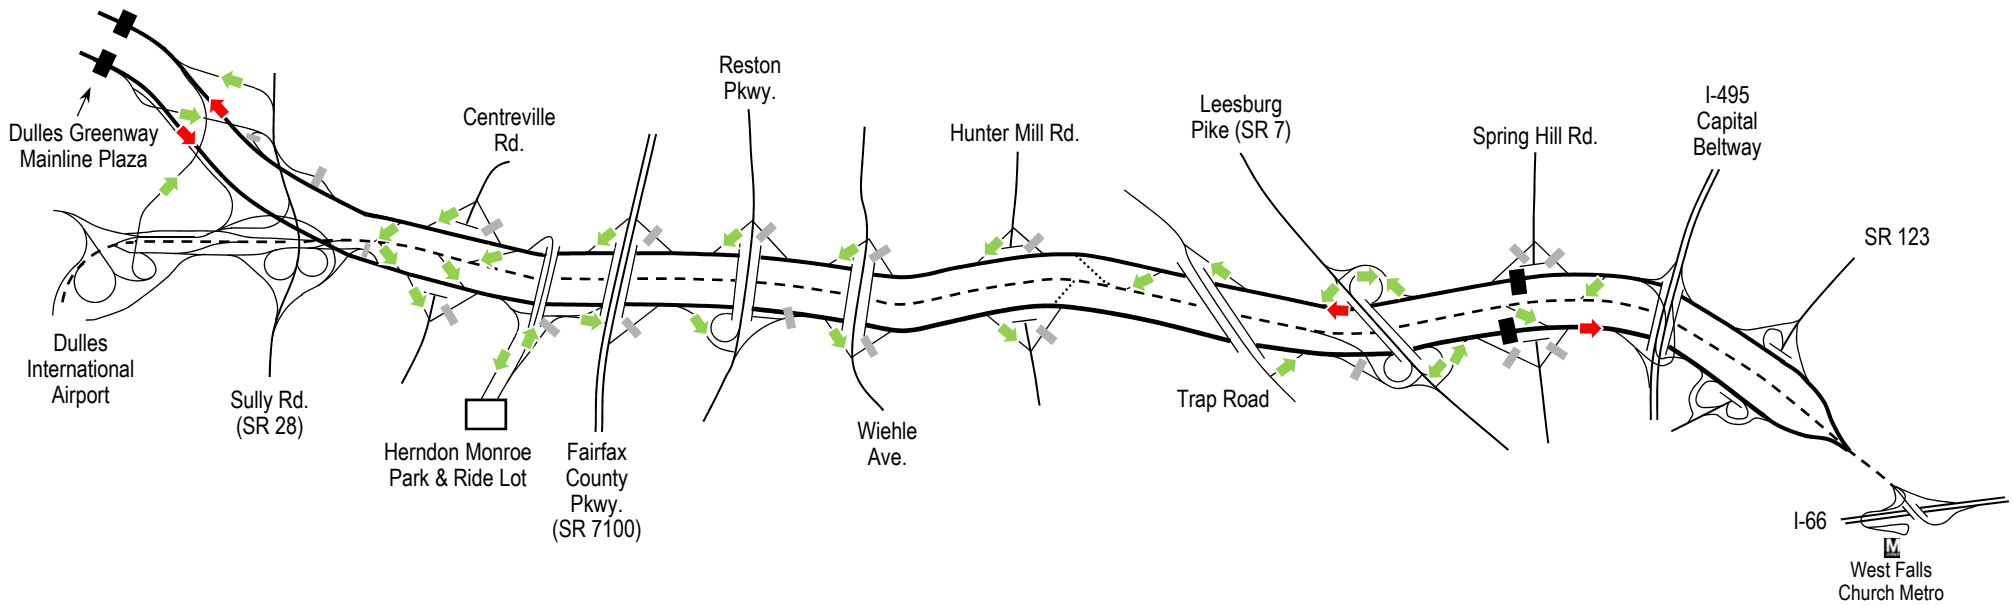 Dulles Greenway
Mainline Plaza
Dulles
International
Airport
Sully Rd.
(SR 28)
Centreville
Rd.
Herndon Monroe
Park & Ride Lot
Fairfax
County
Pkwy.
(SR 7100)
Reston
Pkwy.
Wiehle
Ave.
Hunter Mill Rd.
Trap Road
Leesburg
Pike (SR 7)
Spring Hill Rd.
I-495
Capital
Beltway
SR 123
I-66
M
West Falls
Church Metro